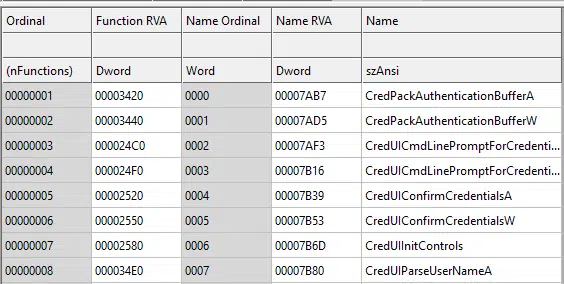 Ordinal Function RVA Name Ordinal Name RVA Name
(nFunctions) Dword Word Dword szAnsi
00000001 00003420 0000 00007AB7 CredPackAuthenticationBufferA
00000002 00003440 0001 00007AD5 CredPackAuthenticationBufferW
00000003 000024C0 0002 00007AF3 CredUICmdLinePromptForCredenti...
00000004 000024F0 0003 00007B16 CredUICmdLinePromptForCredenti...
00000005 00002520 0004 00007B39 CredUIConfirmCredentialsA
00000006 00002550 0005 00007B53 CredUIConfirmCredentialsW
00000007 00002580 0006 00007B6D CredUIInitControls
00000008 000034E0 0007 00007B80 CredUIParseUserNameA